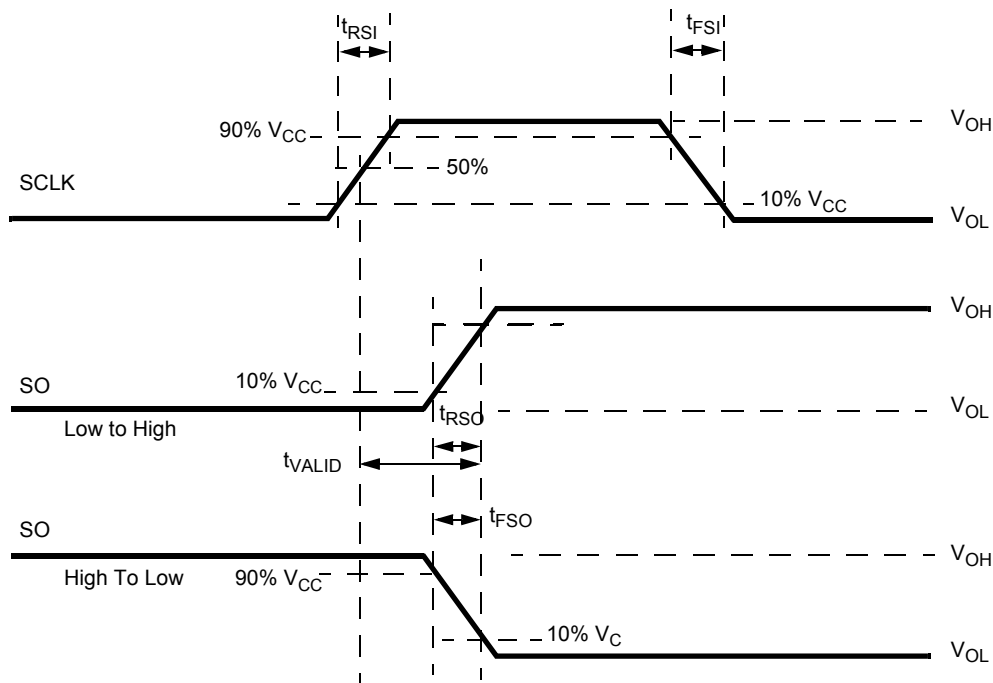 tRSI
tFSI
90% VCC
VOH
50%
SCLK
10% VCC
VOL
VOH
SO
10% VCC
tRSO
VOL
Low to High
tVALID
SO
tFSO
VOH
High To Low
90% VCC
10% VC
VOL